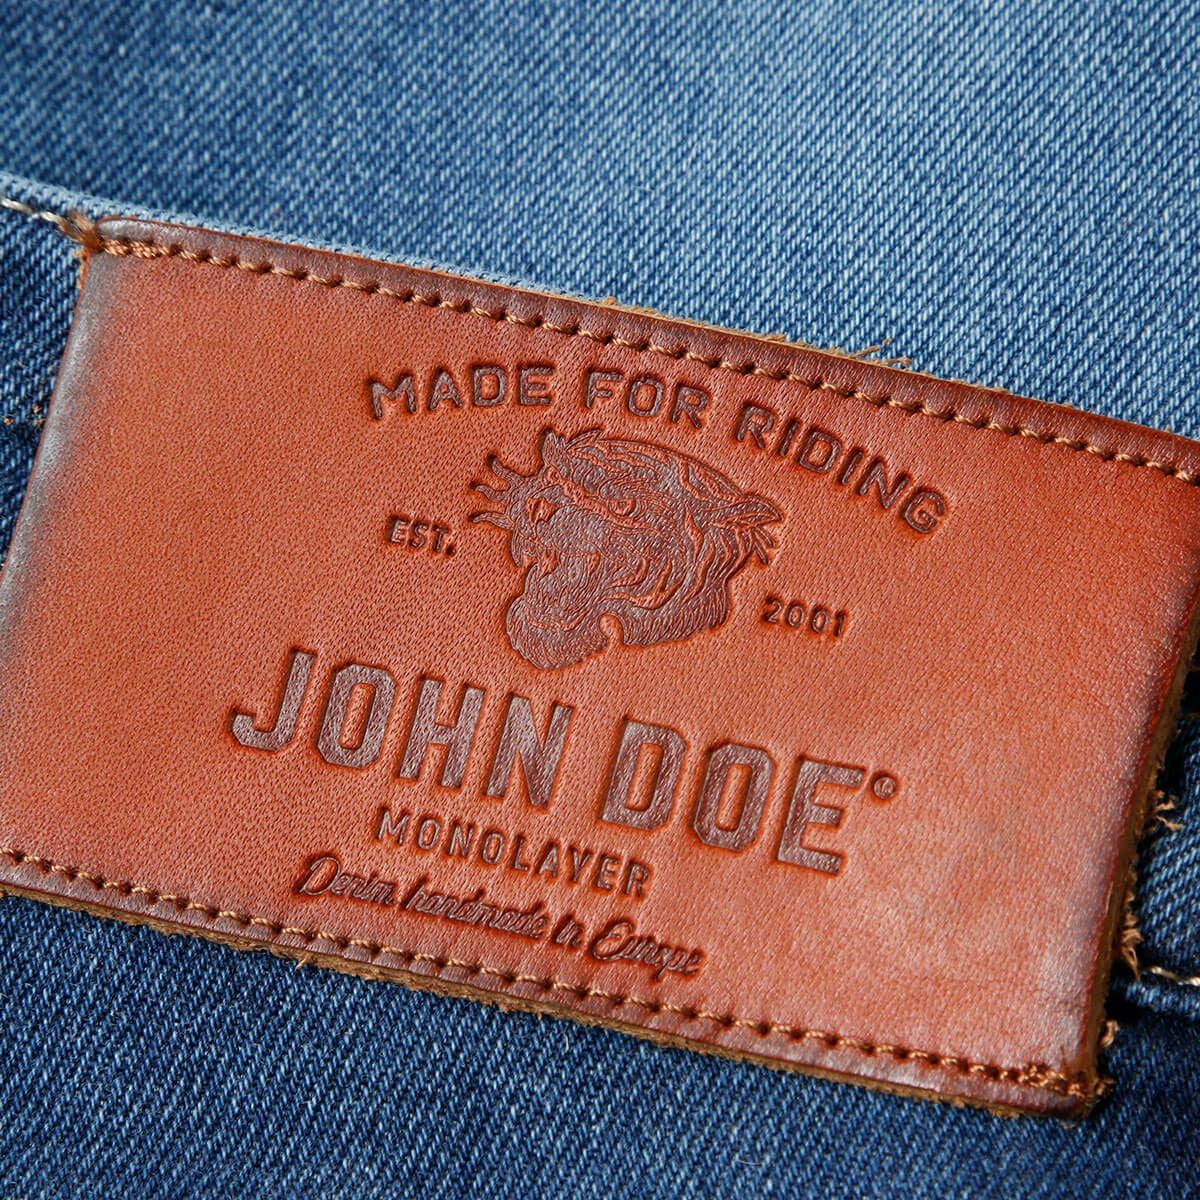 MADE FOR RIDING
EST. 2001
JOHN DOE®
MONOLAYER
Denim handmade in Europe